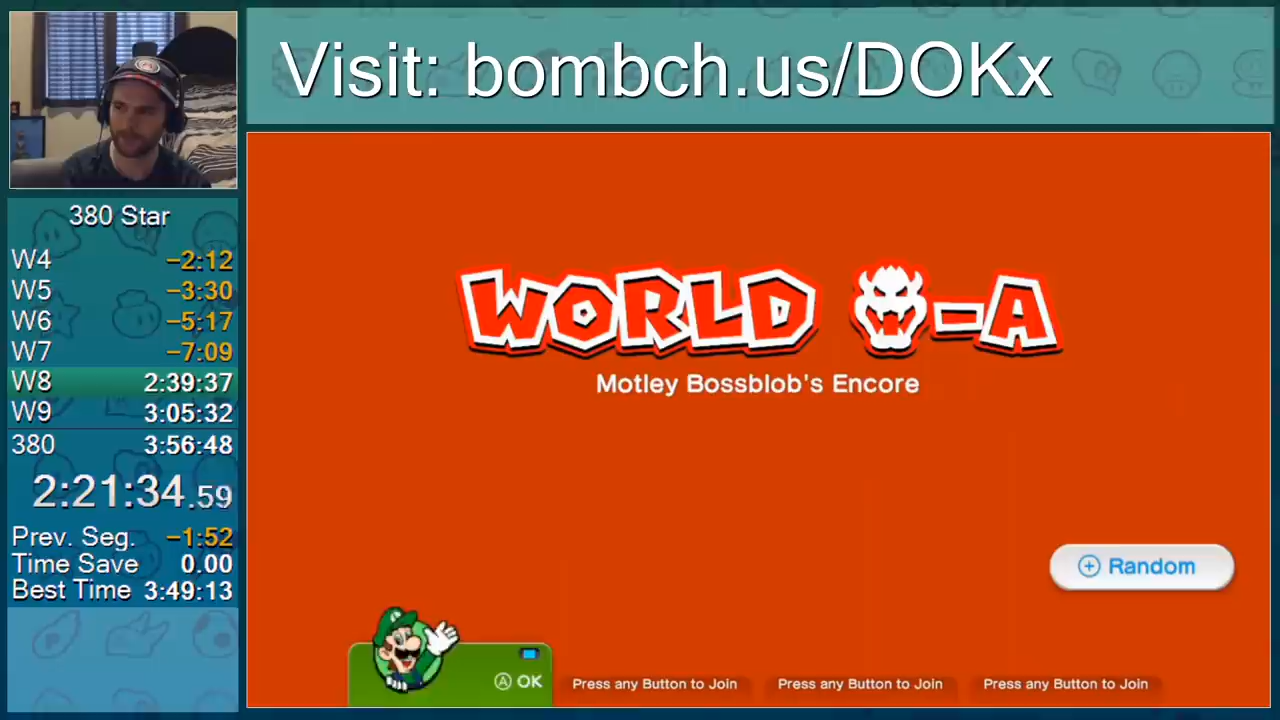 Visit: bombch.us/DOKx
380 Star
W4 -2:12
W5 -3:30
W6 -5:17
W7 -7:09
W8 2:39:37
W9 3:05:32
380 3:56:48
2:21:34.59
Prev. Seg. -1:52
Time Save 0.00
Best Time 3:49:13
WORLD -A
Motley Bossblob's Encore
Random
A OK
Press any Button to Join
Press any Button to Join
Press any Button to Join